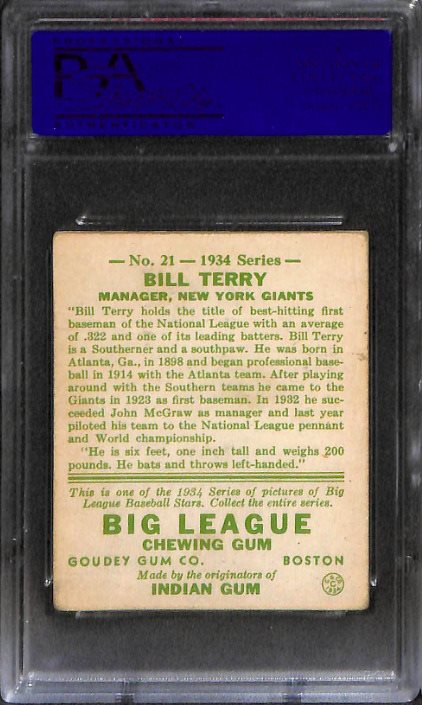 PSA
— No. 21 — 1934 Series —
BILL TERRY
MANAGER, NEW YORK GIANTS
"Bill Terry holds the title of best-hitting first
baseman of the National League with an average
of .322 and one of its leading batters. Bill Terry
is a Southerner and a southpaw. He was born in
Atlanta, Ga., in 1898 and began professional base-
ball in 1914 with the Atlanta team. After playing
around with the Southern teams he came to the
Giants in 1923 as first baseman. In 1932 he suc-
ceeded John McGraw as manager and last year
piloted his team to the National League pennant
and World championship.
"He is six feet, one inch tall and weighs 200
pounds. He bats and throws left-handed."
This is one of the 1934 Series of pictures of Big
League Baseball Stars. Collect the entire series.
BIG LEAGUE
CHEWING GUM
GOUDEY GUM CO. BOSTON
Made by the originators of
INDIAN GUM